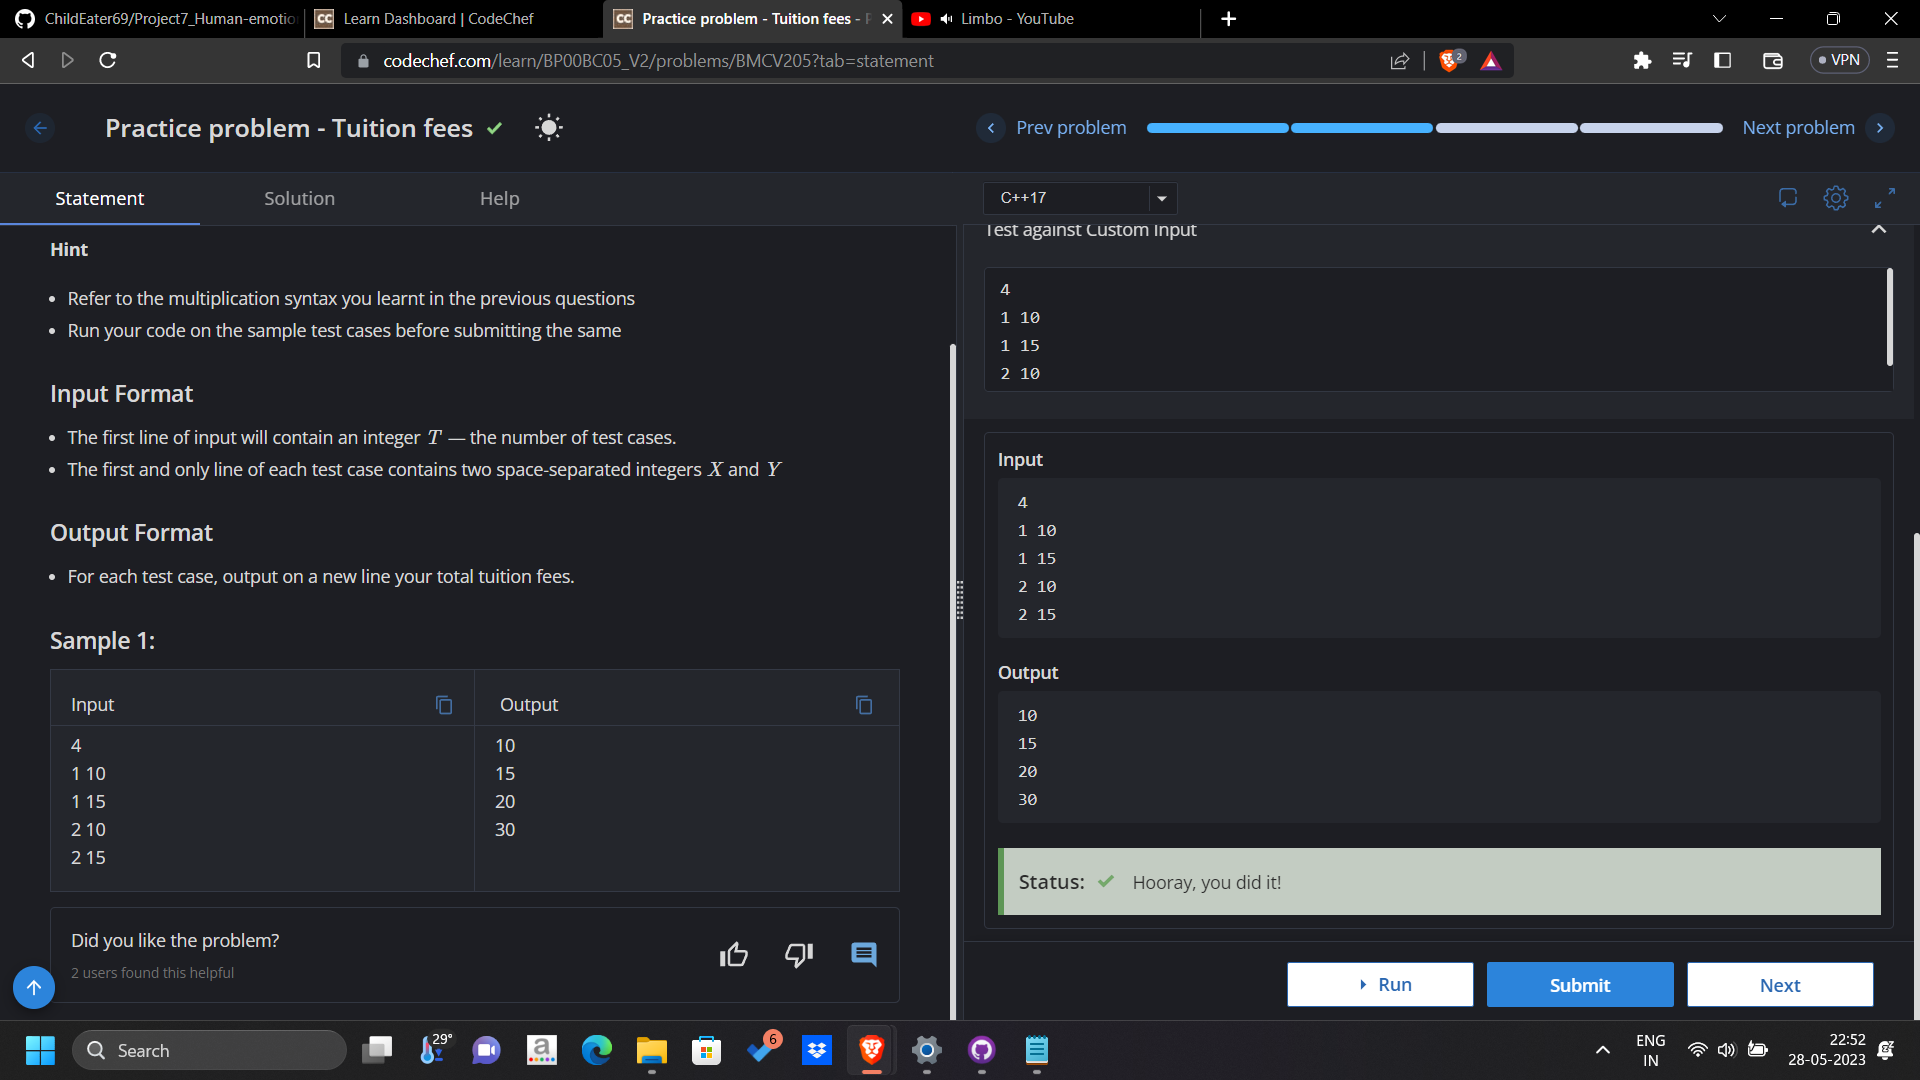 ChildEater69/Project7_Human-emotio
Learn Dashboard | CodeChef
Practice problem - Tuition fees -
Limbo - YouTube
codechef.com/learn/BP00BC05_V2/problems/BMCV205?tab=statement
2
VPN
Practice problem - Tuition fees
Prev problem
Next problem
Statement
Solution
Help
C++17
Hint
Refer to the multiplication syntax you learnt in the previous questions
Run your code on the sample test cases before submitting the same
Input Format
The first line of input will contain an integer T — the number of test cases.
The first and only line of each test case contains two space-separated integers X and Y
Output Format
For each test case, output on a new line your total tuition fees.
Sample 1:
Input
Output
4
1 10
1 15
2 10
2 15
10
15
20
30
Did you like the problem?
2 users found this helpful
Test against Custom Input
4
1 10
1 15
2 10
Input
4
1 10
1 15
2 10
2 15
Output
10
15
20
30
Status: Hooray, you did it!
Run
Submit
Next
Search
29°
a
6
ENG
IN
22:52
28-05-2023